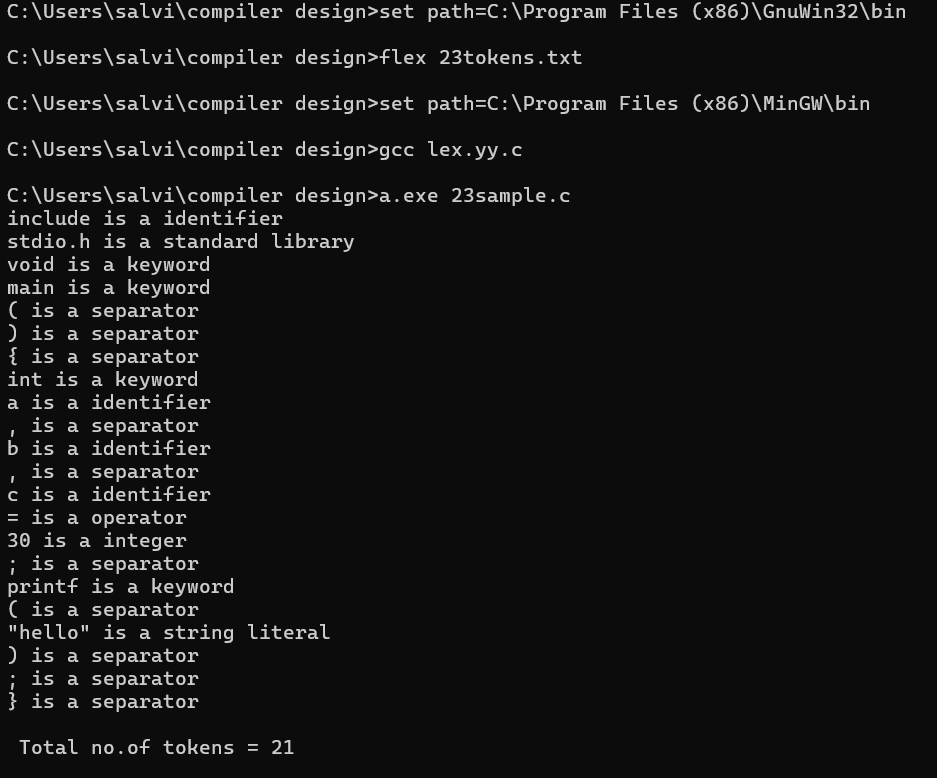 C:\Users\salvi\compiler design>set path=C:\Program Files (x86)\GnuWin32\bin
C:\Users\salvi\compiler design>flex 23tokens.txt
C:\Users\salvi\compiler design>set path=C:\Program Files (x86)\MinGW\bin
C:\Users\salvi\compiler design>gcc lex.yy.c
C:\Users\salvi\compiler design>a.exe 23sample.c
include is a identifier
stdio.h is a standard library
void is a keyword
main is a keyword
( is a separator
) is a separator
{ is a separator
int is a keyword
a is a identifier
, is a separator
b is a identifier
, is a separator
c is a identifier
= is a operator
30 is a integer
; is a separator
printf is a keyword
( is a separator
"hello" is a string literal
) is a separator
; is a separator
} is a separator
Total no.of tokens = 21